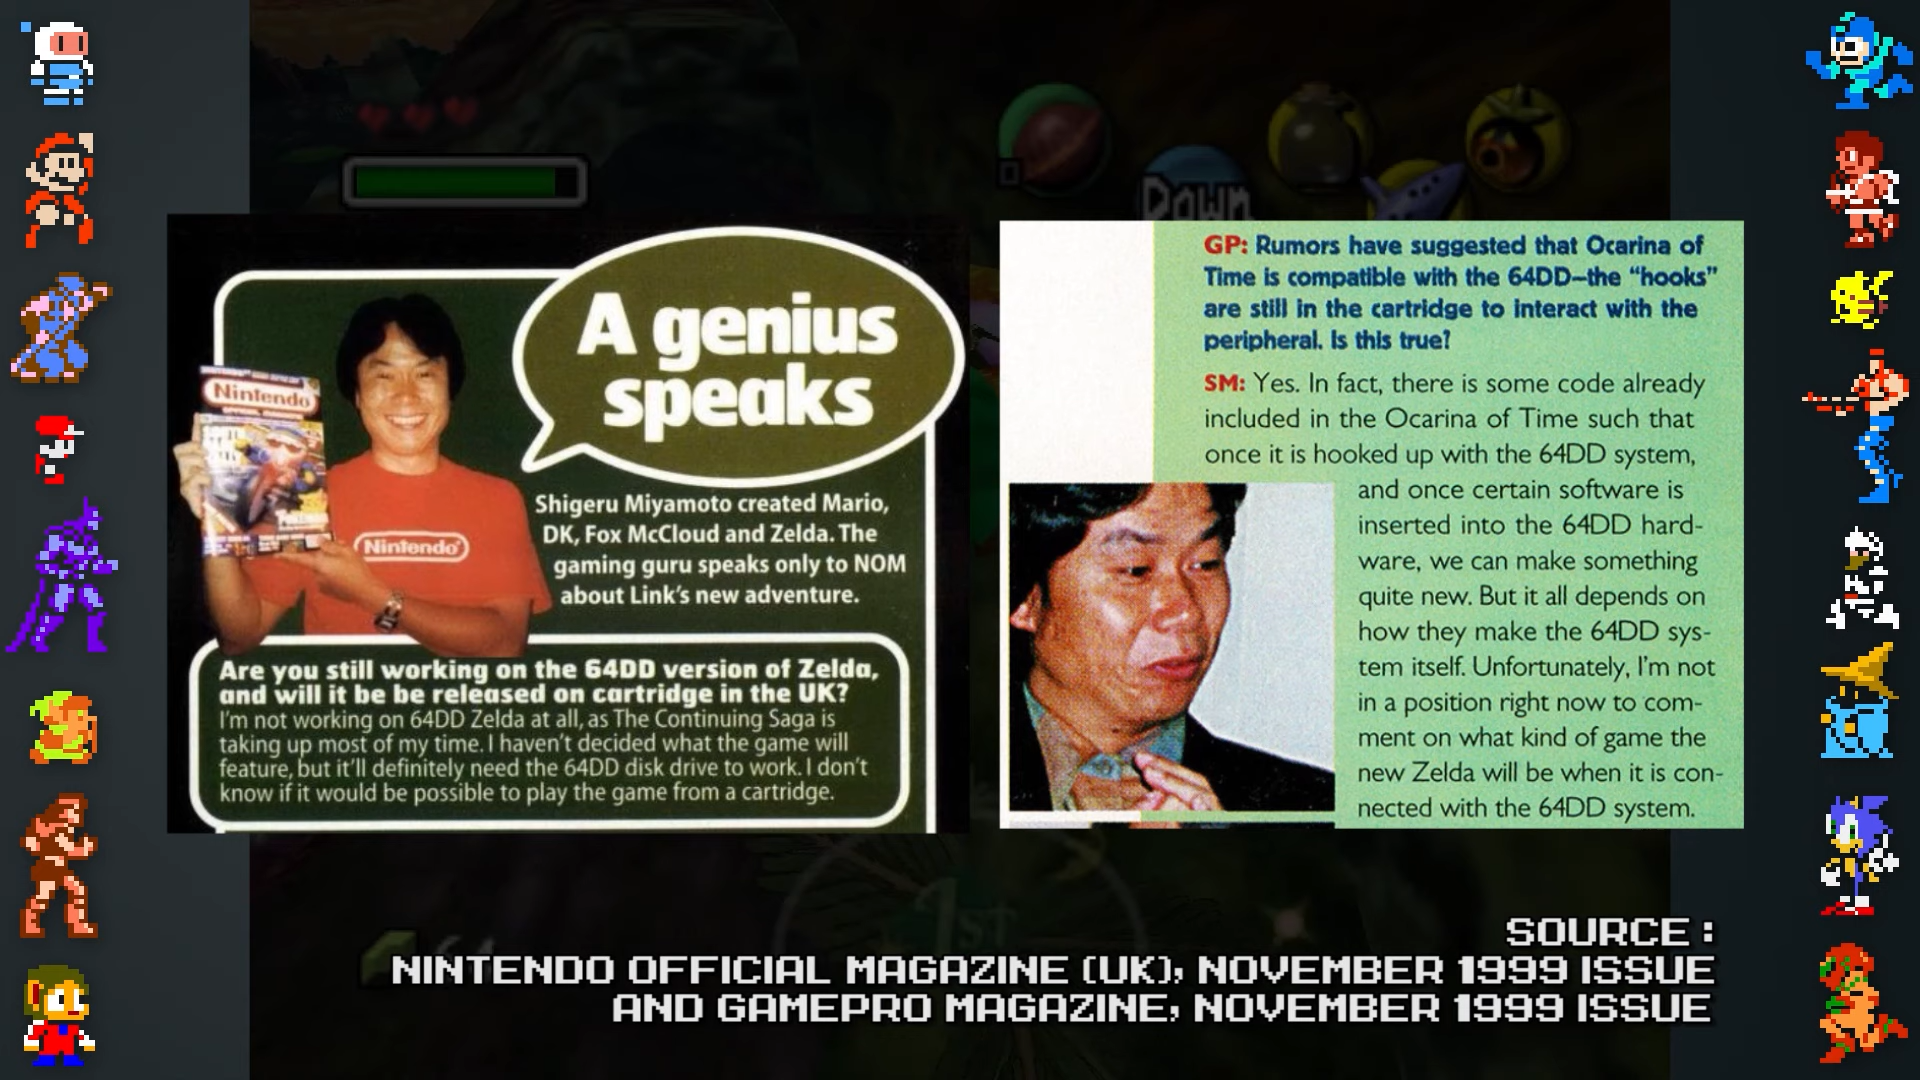 Down
A genius
speaks
Nintendo
Nintendo
Shigeru Miyamoto created Mario,
DK, Fox McCloud and Zelda. The
gaming guru speaks only to NOM
about Link's new adventure.
Are you still working on the 64DD version of Zelda,
and will it be be released on cartridge in the UK?
I'm not working on 64DD Zelda at all, as The Continuing Saga is
taking up most of my time. I haven't decided what the game will
feature, but it'll definitely need the 64DD disk drive to work. I don't
know if it would be possible to play the game from a cartridge.
GP: Rumors have suggested that Ocarina of
Time is compatible with the 64DD—the “hooks”
are still in the cartridge to interact with the
peripheral. Is this true?
SM: Yes. In fact, there is some code already
included in the Ocarina of Time such that
once it is hooked up with the 64DD system,
and once certain software is
inserted into the 64DD hard-
ware, we can make something
quite new. But it all depends on
how they make the 64DD sys-
tem itself. Unfortunately, I'm not
in a position right now to com-
ment on what kind of game the
new Zelda will be when it is con-
nected with the 64DD system.
1st
SOURCE :
NINTENDO OFFICIAL MAGAZINE (UK), NOVEMBER 1999 ISSUE
AND GAMEPRO MAGAZINE, NOVEMBER 1999 ISSUE